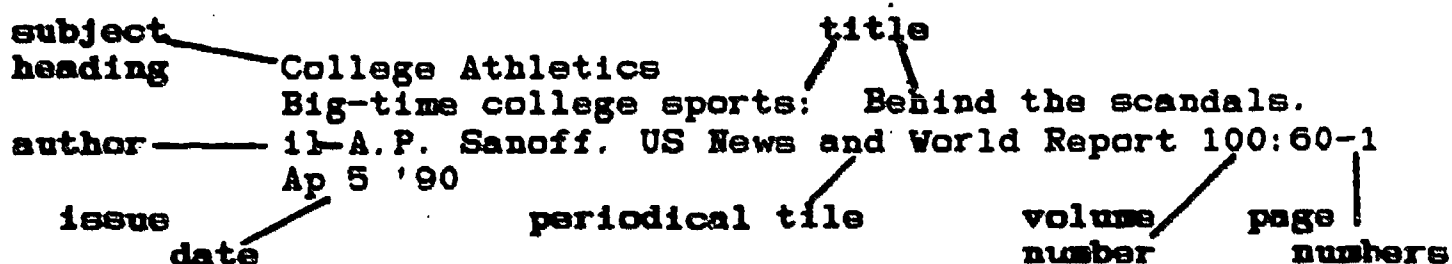 subject title
heading College Athletics
Big-time college sports: Behind the scandals.
author il-A.P. Sanoff. US News and World Report 100:60-1
Ap 5 '90
issue periodical tile volume page
date number numbers